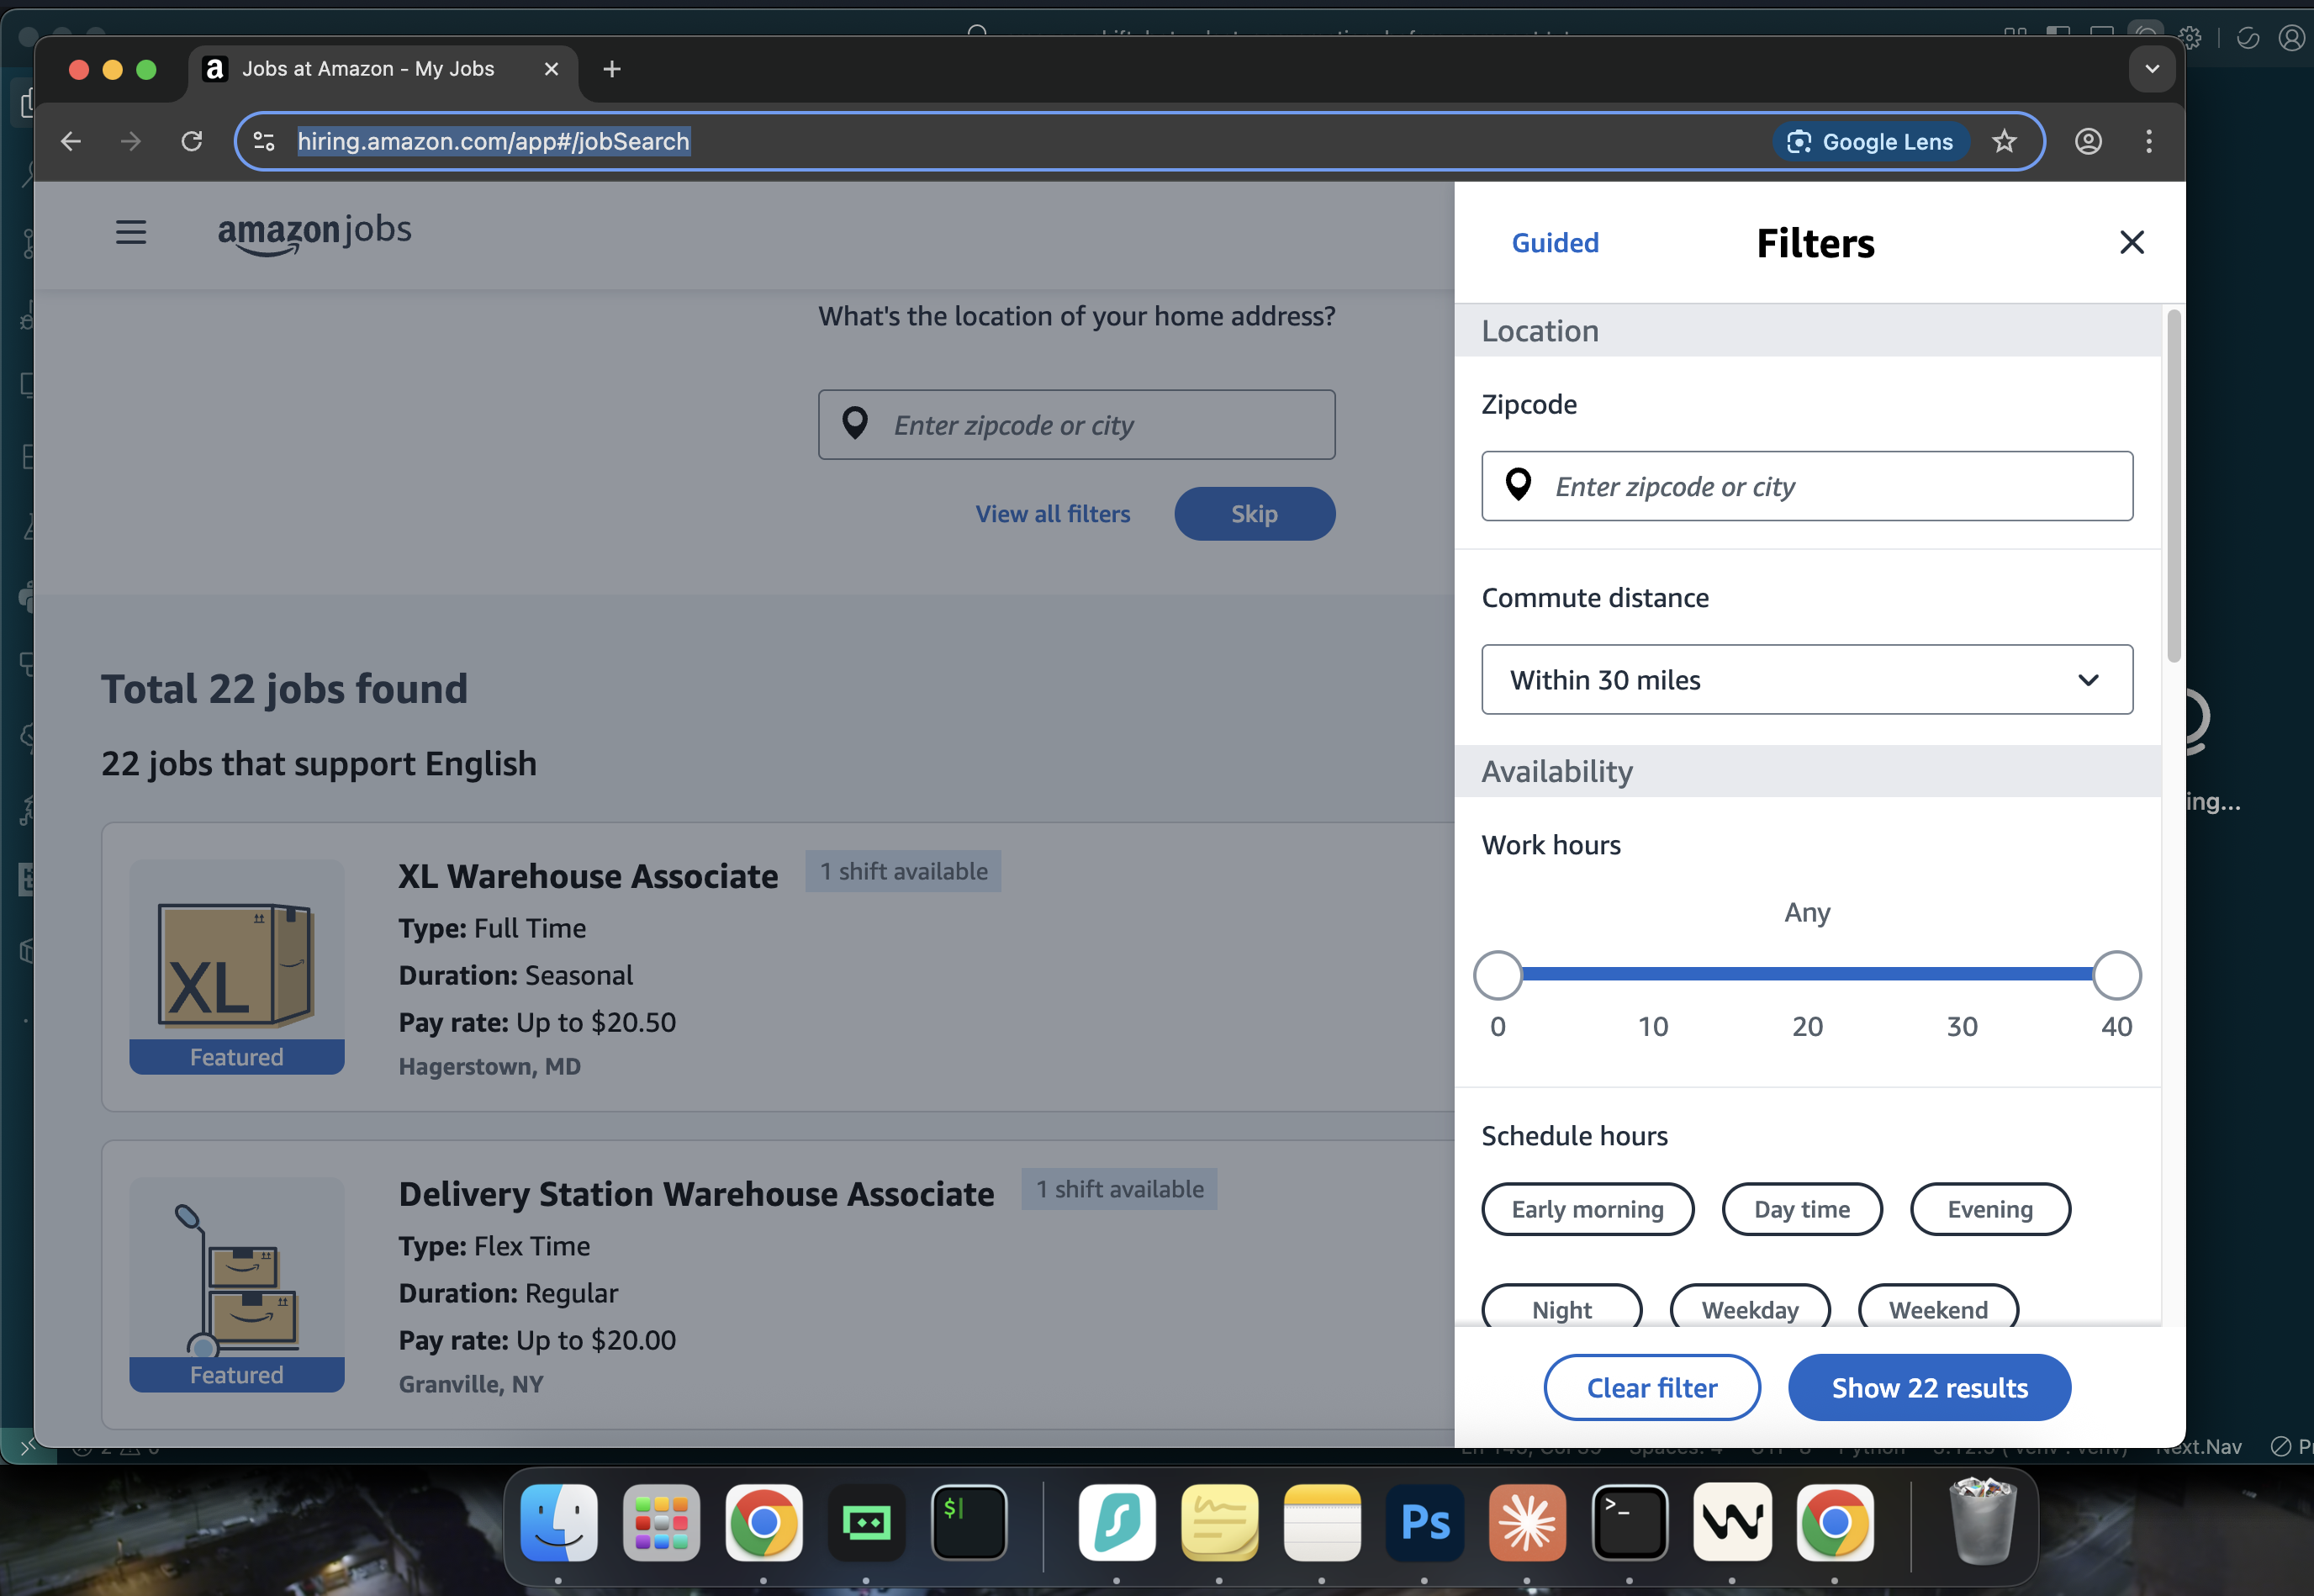 Jobs at Amazon - My Jobs
hiring.amazon.com/app#/jobSearch
Google Lens
amazon jobs
What's the location of your home address?
Enter zipcode or city
View all filters
Skip
Total 22 jobs found
22 jobs that support English
XL Warehouse Associate
1 shift available
Type: Full Time
Duration: Seasonal
Pay rate: Up to $20.50
Hagerstown, MD
XL
Featured
Delivery Station Warehouse Associate
1 shift available
Type: Flex Time
Duration: Regular
Pay rate: Up to $20.00
Granville, NY
Featured
Guided
Filters
Location
Zipcode
Enter zipcode or city
Commute distance
Within 30 miles
Availability
Work hours
Any
0 10 20 30 40
Schedule hours
Early morning
Day time
Evening
Night
Weekday
Weekend
Clear filter
Show 22 results
ing...
$
Ps
>_